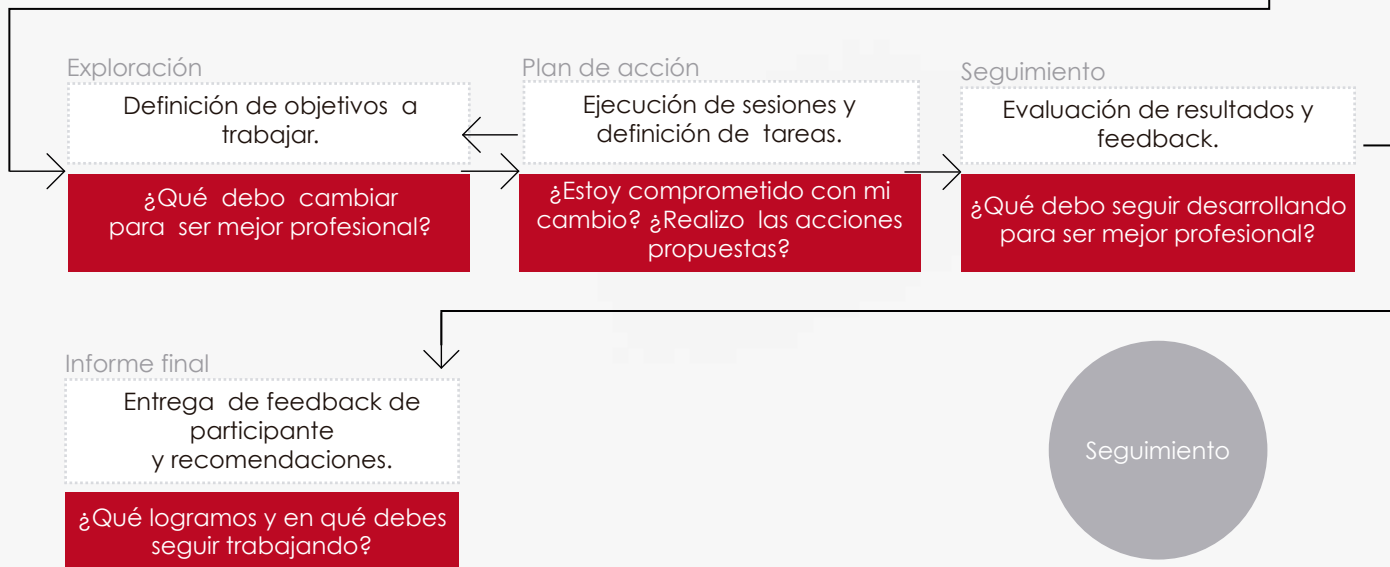 Exploración
Definición de objetivos a
trabajar.
¿Qué debo cambiar
para ser mejor profesional?
Plan de acción
Ejecución de sesiones y
definición de tareas.
¿Estoy comprometido con mi
cambio? ¿Realizo las acciones
propuestas?
Seguimiento
Evaluación de resultados y
feedback.
¿Qué debo seguir desarrollando
para ser mejor profesional?
Informe final
Entrega de feedback de
participante
y recomendaciones.
¿Qué logramos y en qué debes
seguir trabajando?
Seguimiento